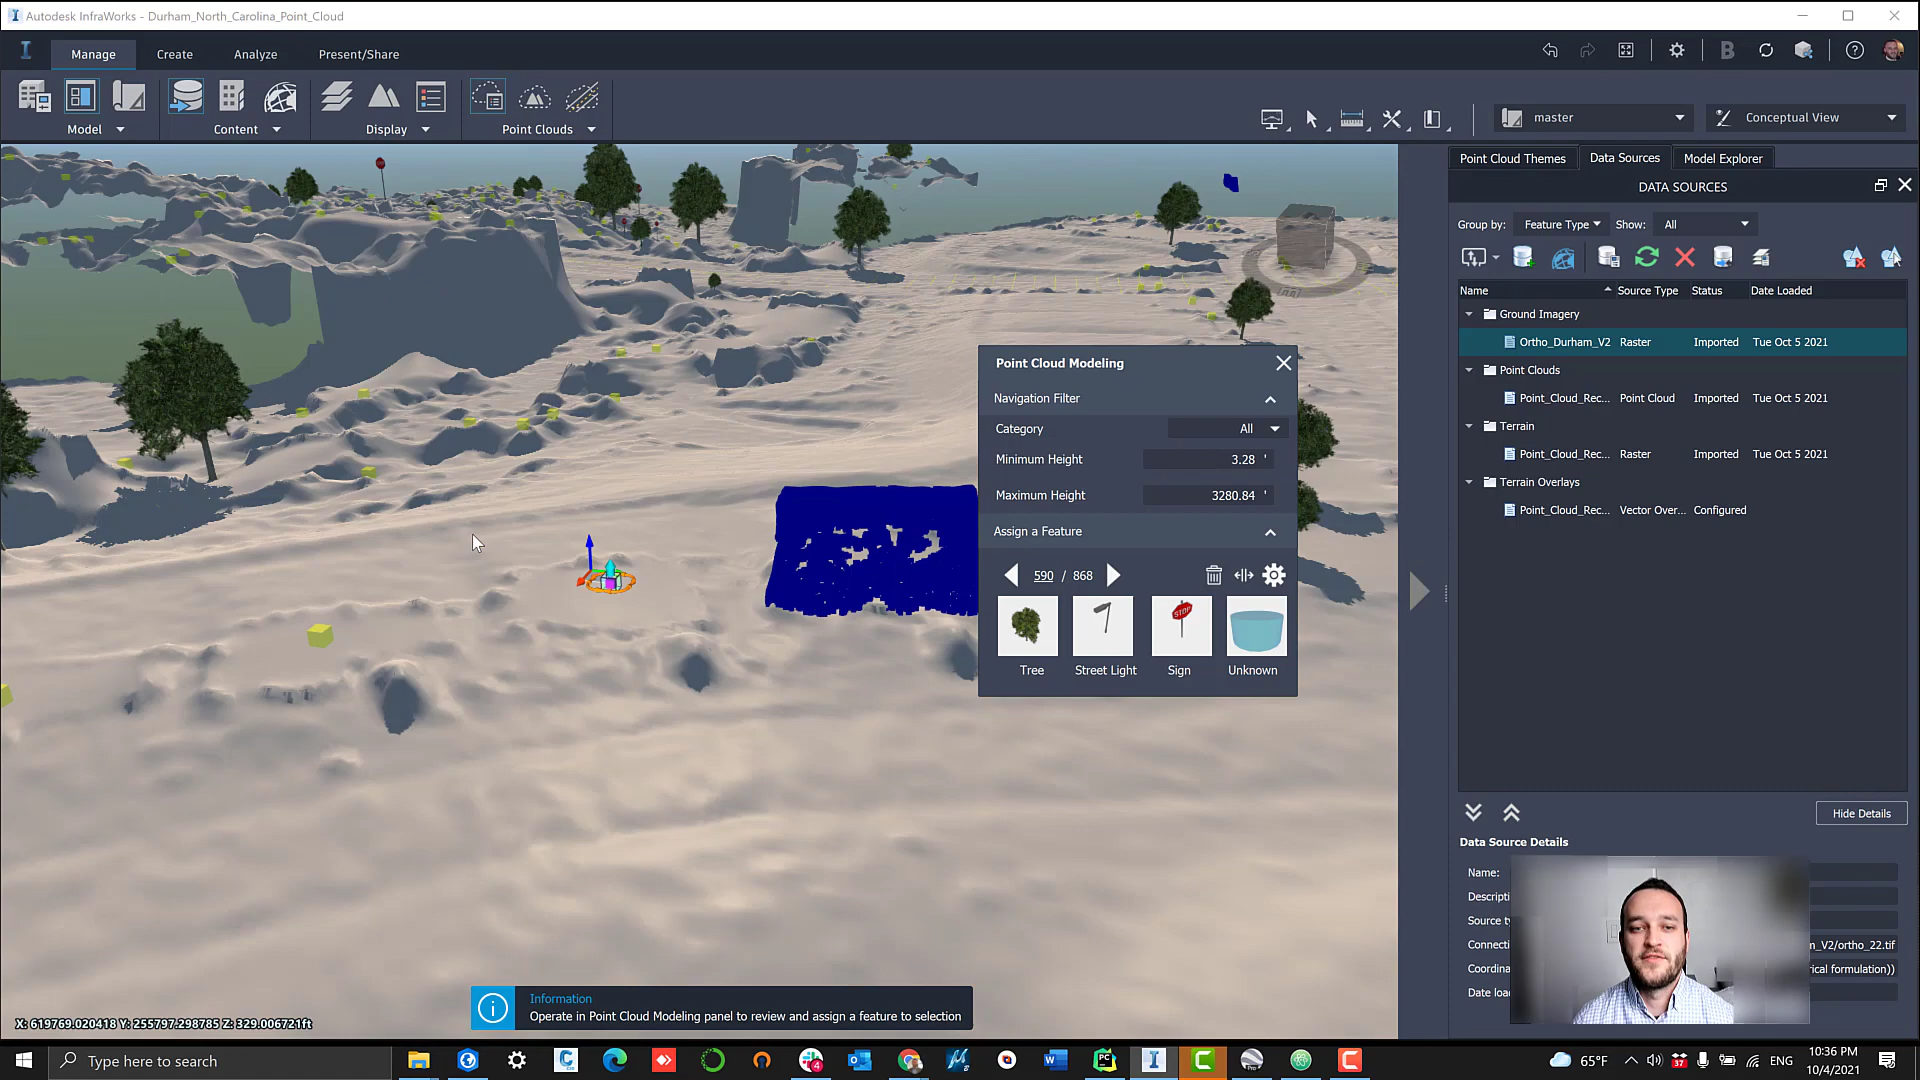 Autodesk InfraWorks - Durham_North_Carolina_Point_Cloud
Manage
Create
Analyze
Present/Share
Model
Content
Display
Point Clouds
master
Conceptual View
Point Cloud Themes
Data Sources
Model Explorer
DATA SOURCES
Group by: Feature Type Show: All
Name Source Type Status Date Loaded
Ground Imagery
Ortho_Durham_V2 Raster Imported Tue Oct 5 2021
Point Clouds
Point_Cloud_Rec... Point Cloud Imported Tue Oct 5 2021
Terrain
Point_Cloud_Rec... Raster Imported Tue Oct 5 2021
Terrain Overlays
Point_Cloud_Rec... Vector Over... Configured
Hide Details
Data Source Details
Name:
Descripti
Source ty
Connecti n_V2/ortho_22.tif
Coordina rical formulation))
Date loa
Point Cloud Modeling
Navigation Filter
Category All
Minimum Height 3.28 '
Maximum Height 3280.84 '
Assign a Feature
590 / 868
STOP
Tree Street Light Sign Unknown
Information
Operate in Point Cloud Modeling panel to review and assign a feature to selection
X: 619769.020418 Y: 255797.298785 Z: 329.006721ft
Type here to search
65°F
37
ENG
10:36 PM
10/4/2021